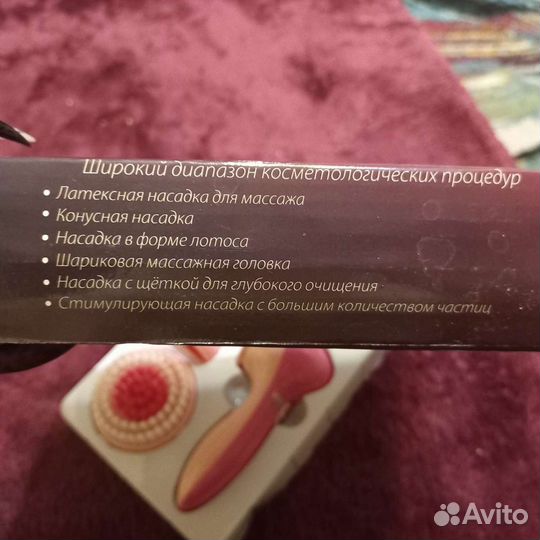 Широкий диапазон косметологических процедур
• Латексная насадка для массажа
• Конусная насадка
• Насадка в форме лотоса
• Шариковая массажная головка
• Насадка с щёткой для глубокого очищения
• Стимулирующая насадка с большим количеством частиц
Avito